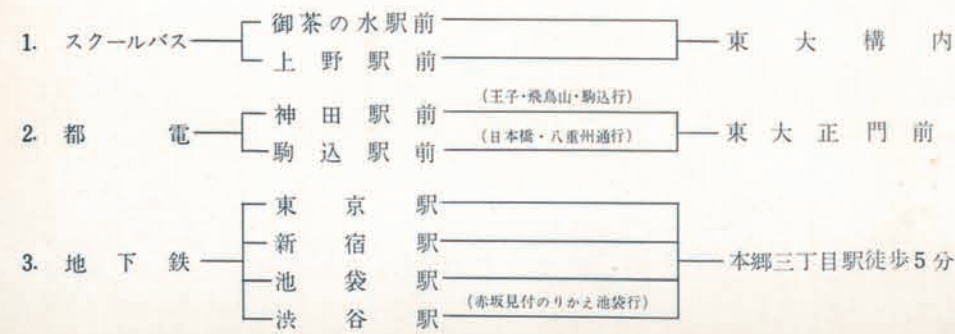 御茶の水駅前
1. スクールバス 東大構内
上野駅前
(王子・飛鳥山・駒込行)
神田駅前
2. 都電 (日本橋・八重州通行) 東大正門前
駒込駅前
東京駅
新宿駅
3. 地下鉄 本郷三丁目駅徒歩5分
池袋駅
(赤坂見付のりかえ池袋行)
渋谷駅